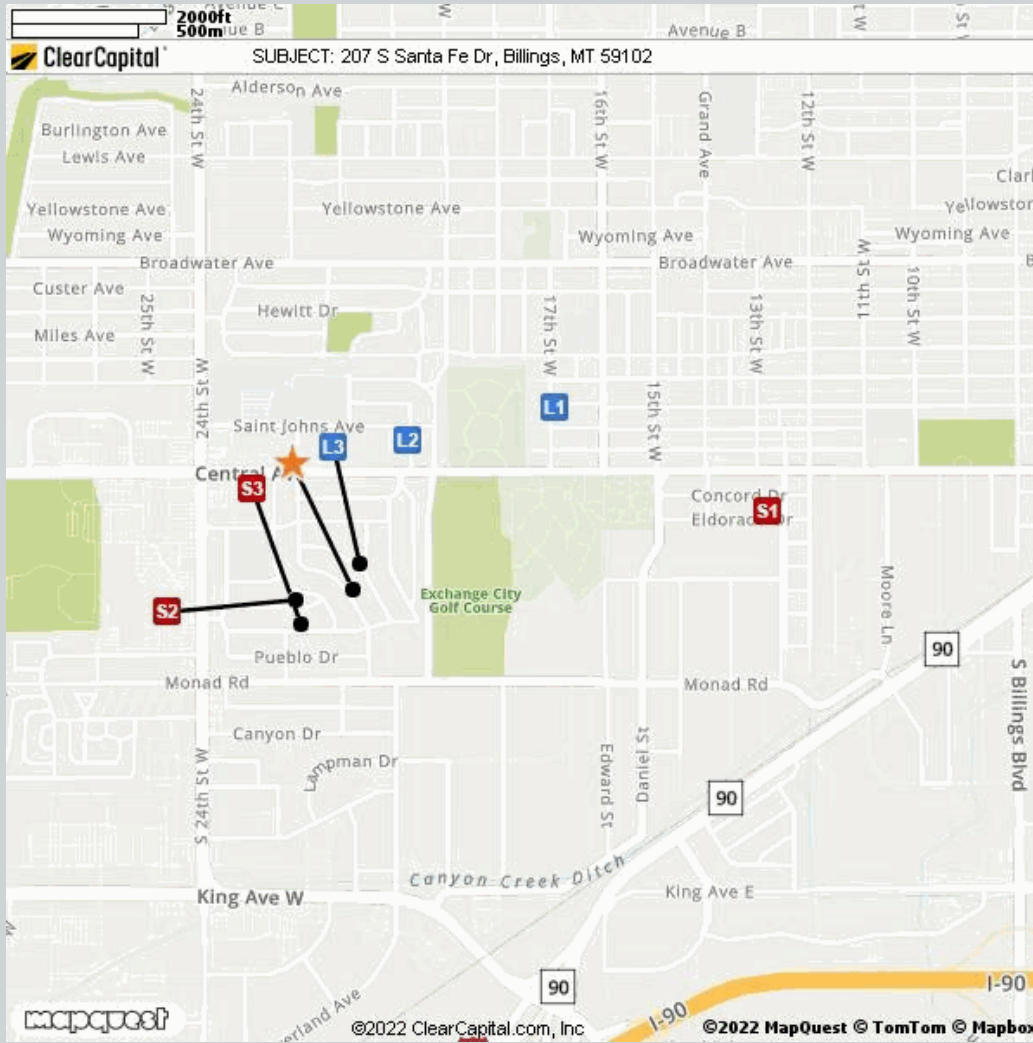 2000ft
500m
Avenue B
ClearCapital
SUBJECT: 207 S Santa Fe Dr, Billings, MT 59102
Alderson Ave
24th St W
16th St W
Grand Ave
12th St W
Burlington Ave
Lewis Ave
Yellowstone Ave
Yellowstone Ave
Wyoming Ave
Wyoming Ave
Wyoming Ave
Broadwater Ave
Broadwater Ave
11th St W
10th St W
Custer Ave
25th St W
Hewitt Dr
17th St W
13th St W
Miles Ave
24th St W
15th St W
L1
Saint Johns Ave
L3
L2
Central A
S3
Concord Dr
Eldorado Dr
S1
S2
Exchange City
Golf Course
Moore Ln
Pueblo Dr
90
Monad Rd
Monad Rd
S Billings Blvd
Canyon Dr
Lampman Dr
S 24th St W
Edward St
Daniel St
90
Canyon Creek Ditch
King Ave W
King Ave E
90
I-90
I-90
mapquest
erland Ave
©2022 ClearCapital.com, Inc
©2022 MapQuest © TomTom © Mapbox